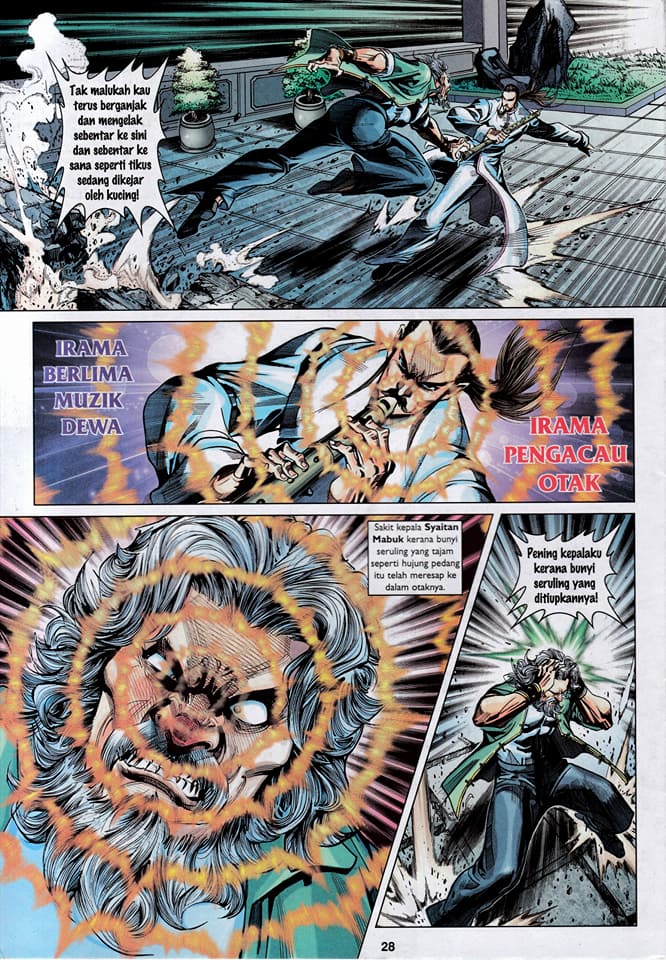 Tak malukah kau
terus berganjak
dan mengelak
sebentar ke sini
dan sebentar ke
sana seperti tikus
sedang dikejar
oleh kucing!
IRAMA
BERLIMA
MUZIK
DEWA
IRAMA
PENGACAU
OTAK
Sakit kepala Syaitan
Mabuk kerana bunyi
seruling yang tajam
seperti hujung pedang
itu telah meresap ke
dalam otaknya.
Pening kepalaku
kerana bunyi
seruling yang
ditiupkannya!
28